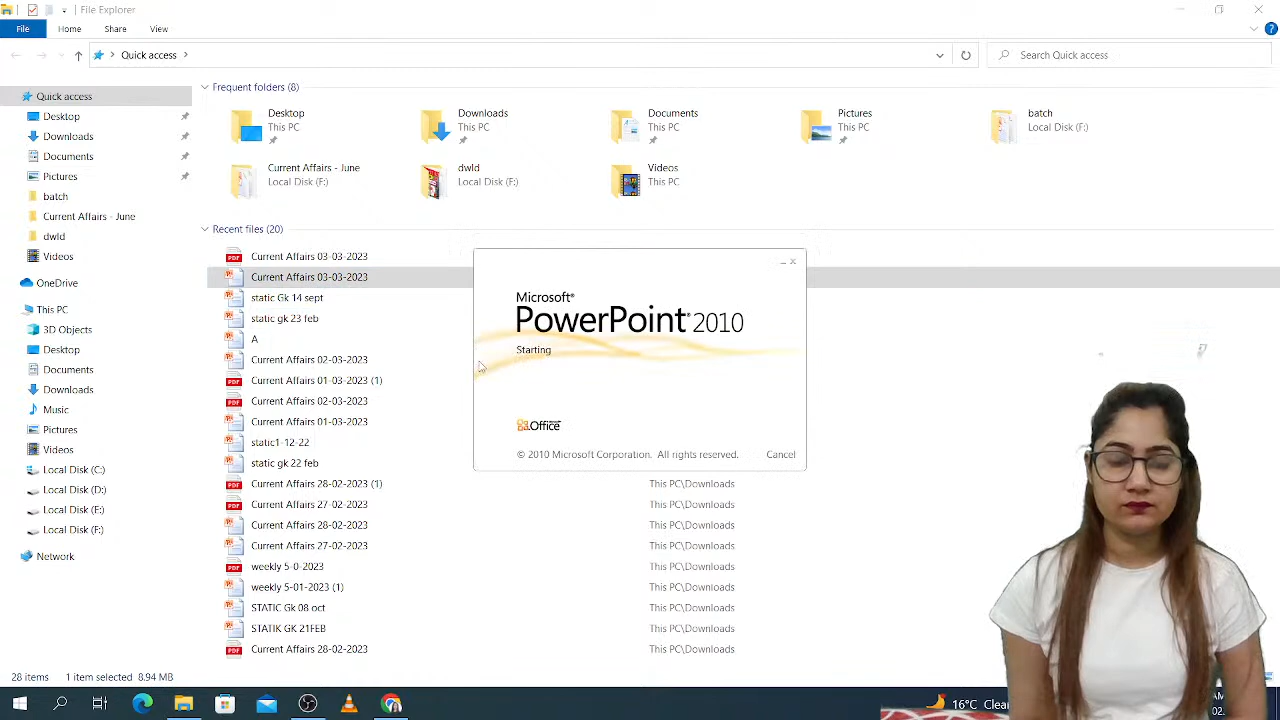 File Explorer
File Home Share View
Quick access
Search Quick access
Quick access
Desktop
Downloads
Documents
Pictures
batch
Current Affairs - June
dwld
Videos
OneDrive
This PC
3D Objects
Desktop
Documents
Downloads
Music
Pictures
Videos
Local Disk (C:)
Local Disk (D:)
Local Disk (F:)
Local Disk (F:)
Network
Frequent folders (8)
Desktop
This PC
Downloads
This PC
Documents
This PC
Pictures
This PC
batch
Local Disk (F:)
Current Affairs - June
Local Disk (F:)
dwld
Local Disk (F:)
Videos
This PC
Recent files (20)
Current Affairs 03-03-2023
Current Affairs 03-03-2023
static Gk 14 sept
static gk 23 feb
A
Current Affairs 02-03-2023
Current Affairs 01-03-2023 (1)
Current Affairs 02-03-2023
Current Affairs 01-03-2023
static1-12-22
static gk 22 feb
Current Affairs 28-02-2023 (1) This PC\Downloads
Current Affairs 27-02-2023 This PC\Downloads
Current Affairs 28-02-2023 This PC\Downloads
Current Affairs 27-02-2023 This PC\Downloads
weekly 5-0-2023 This PC\Downloads
weekly 5-01-2023 (1) This PC\Downloads
STATIC Gk 08 oct This PC\Downloads
STATIK GK 21FEB This PC\Downloads
Current Affairs 28-02-2023 This PC\Downloads
Microsoft®
PowerPoint® 2010
Starting
Office
© 2010 Microsoft Corporation. All rights reserved. Cancel
28 items 1 item selected 8.94 MB
16°C